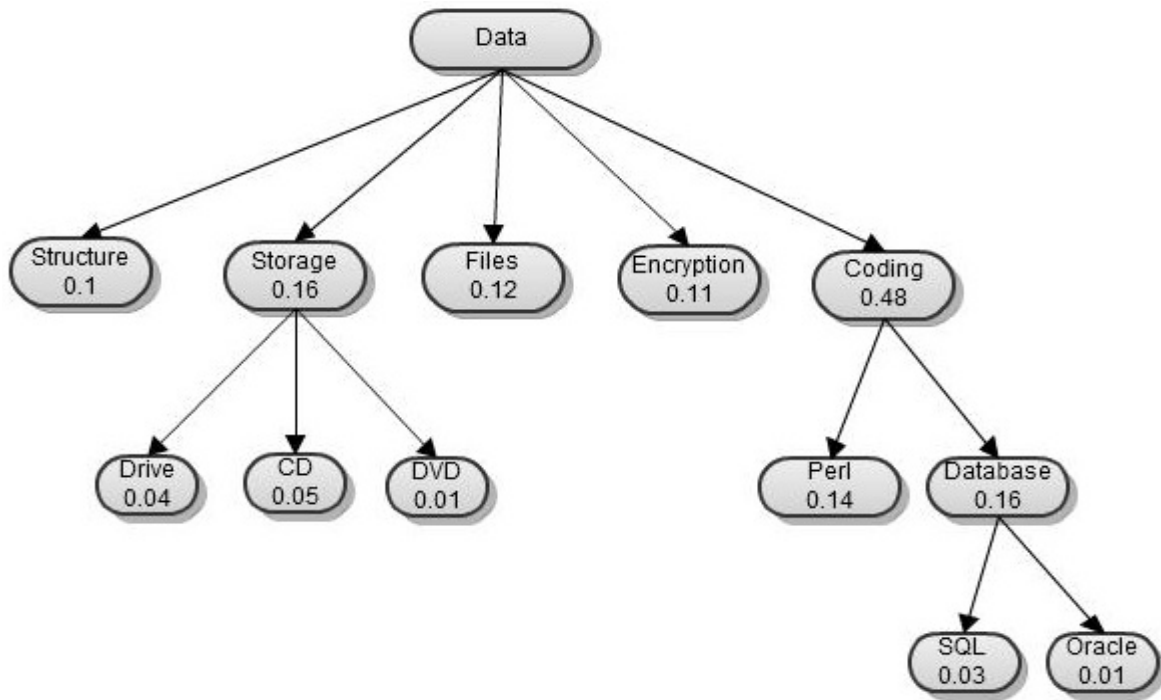 Data
Structure
0.1
Storage
0.16
Files
0.12
Encryption
0.11
Coding
0.48
Drive
0.04
CD
0.05
DVD
0.01
Perl
0.14
Database
0.16
SQL
0.03
Oracle
0.01